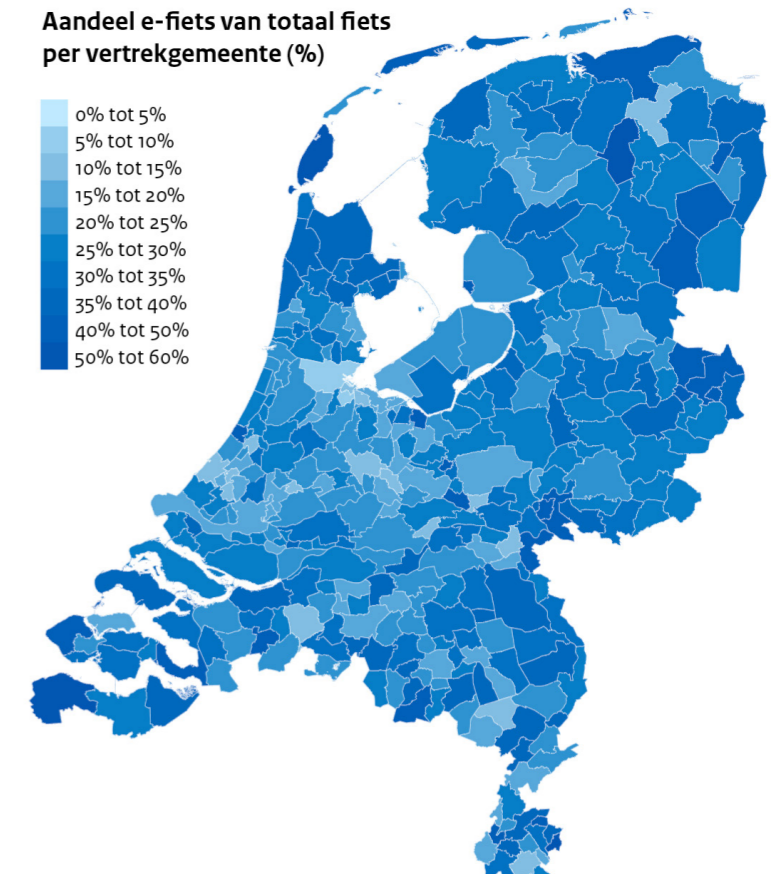 Aandeel e-fiets van totaal fiets
per vertrekgemeente (%)
0% tot 5%
5% tot 10%
10% tot 15%
15% tot 20%
20% tot 25%
25% tot 30%
30% tot 35%
35% tot 40%
40% tot 50%
50% tot 60%